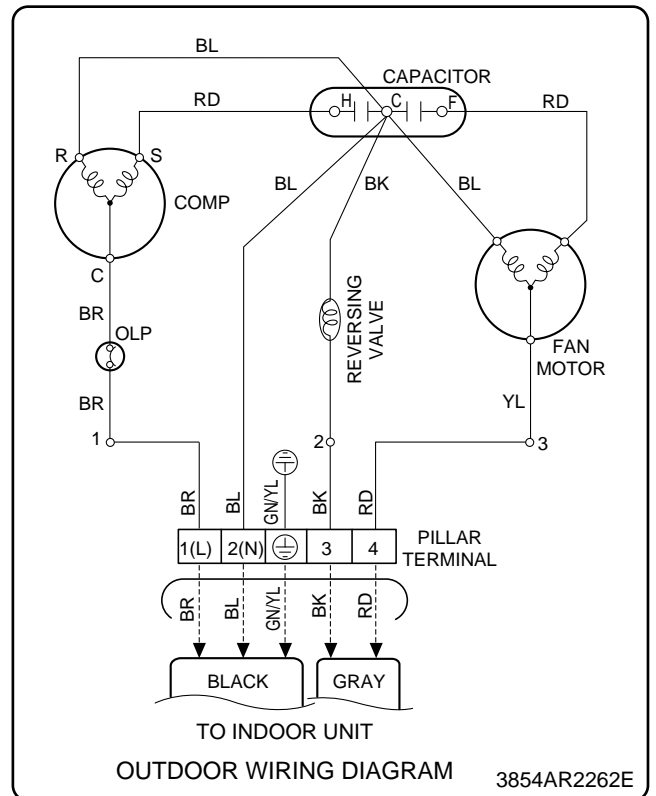 BL
CAPACITOR
RD
H
C
F
RD
R
S
COMP
BL
BK
BL
C
BR
OLP
REVERSING
VALVE
FAN
MOTOR
BR
YL
1
2
3
BR
BL
GN/YL
BK
RD
1(L)
2(N)
3
4
PILLAR
TERMINAL
BR
BL
GN/YL
BK
RD
BLACK
GRAY
TO INDOOR UNIT
OUTDOOR WIRING DIAGRAM
3854AR2262E